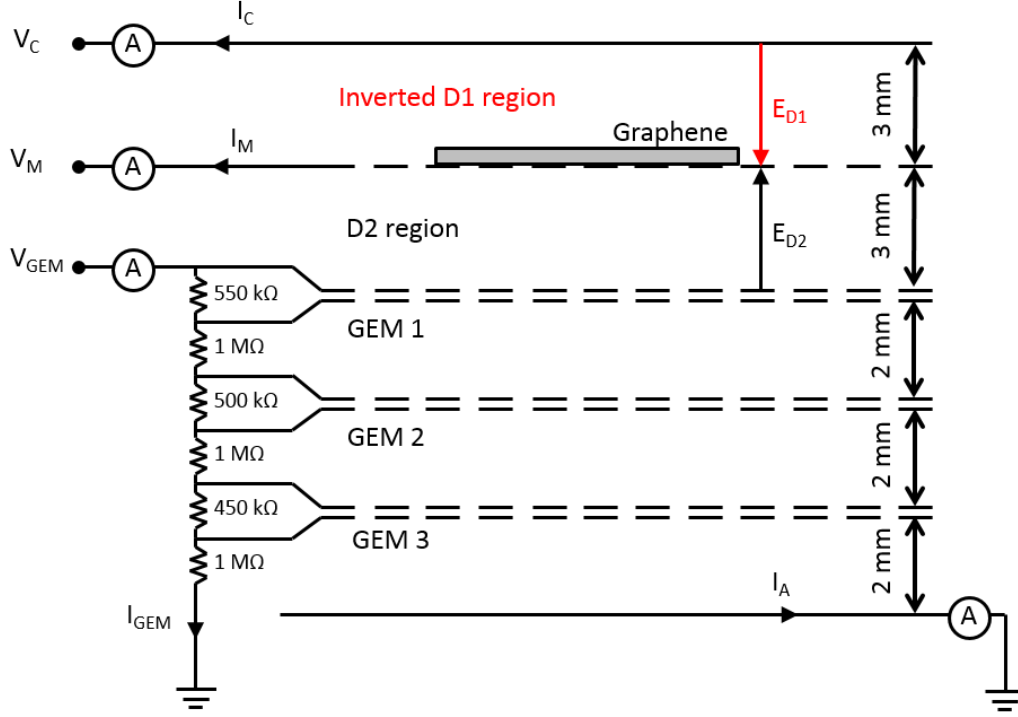 I_C
V_C
A
Inverted D1 region
E_D1
3 mm
Graphene
I_M
V_M
A
D2 region
E_D2
3 mm
V_GEM
A
550 kΩ
GEM 1
1 MΩ
2 mm
500 kΩ
GEM 2
1 MΩ
2 mm
450 kΩ
GEM 3
1 MΩ
2 mm
I_A
I_GEM
A